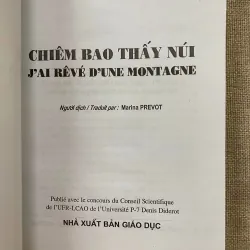 CHIÊM BAO THẤY NÚI
J'AI RÊVÉ D'UNE MONTAGNE
Người dịch / Traduit par : Marina PREVOT
Publié avec le concours du Conseil Scientifique
de l'UFR-LCAO de l'Université P-7 Denis Diderot
NHÀ XUẤT BẢN GIÁO DỤC